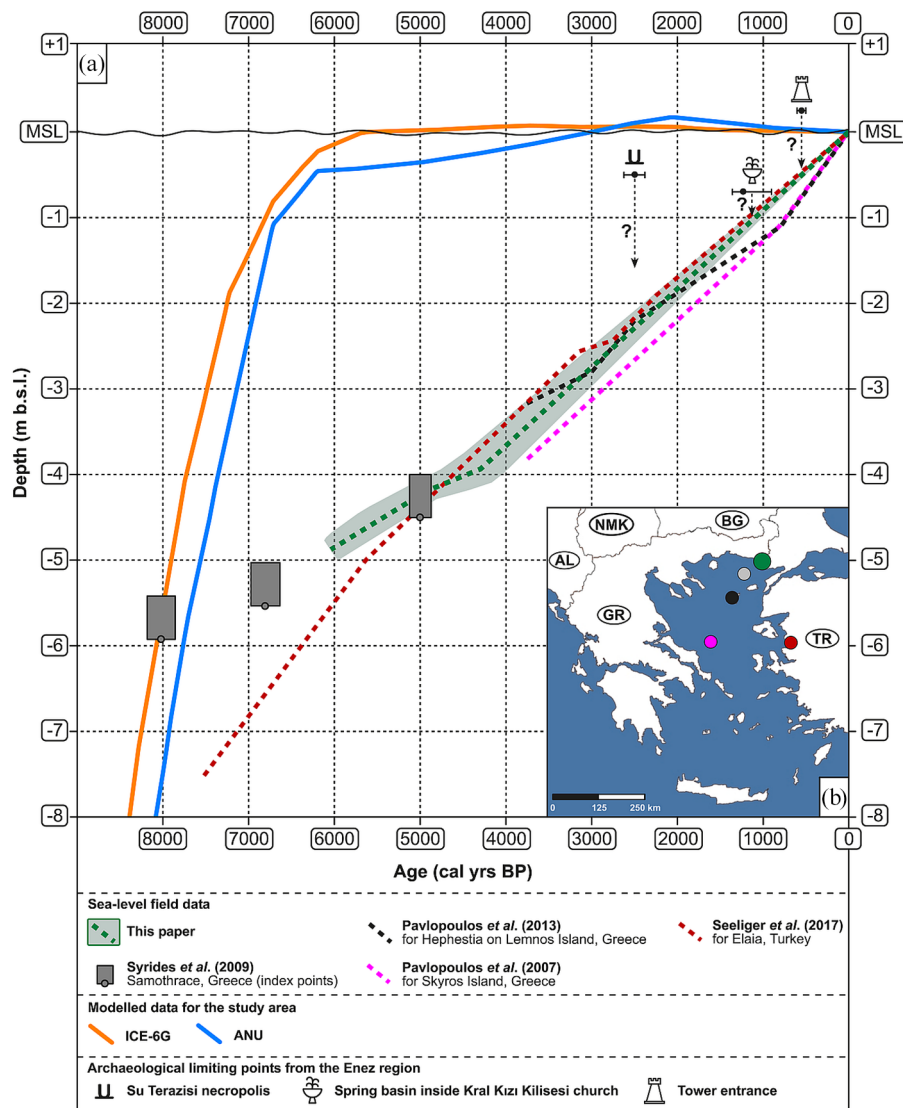 8000 7000 6000 5000 4000 3000 2000 1000 0
+1 +1
(a)
MSL MSL
?
?
?
-1 -1
-2 -2
-3 -3
-4 -4
-5 -5
-6 -6
-7 -7
-8 -8
Depth (m b.s.l.)
NMK BG
AL
GR TR
0 125 250 km
(b)
8000 7000 6000 5000 4000 3000 2000 1000 0
Age (cal yrs BP)
Sea-level field data
This paper
Pavlopoulos et al. (2013)
for Hephestia on Lemnos Island, Greece
Seeliger et al. (2017)
for Elaia, Turkey
Syrides et al. (2009)
Samothrace, Greece (index points)
Pavlopoulos et al. (2007)
for Skyros Island, Greece
Modelled data for the study area
ICE-6G ANU
Archaeological limiting points from the Enez region
Su Terazisi necropolis Spring basin inside Kral Kızı Kilisesi church Tower entrance